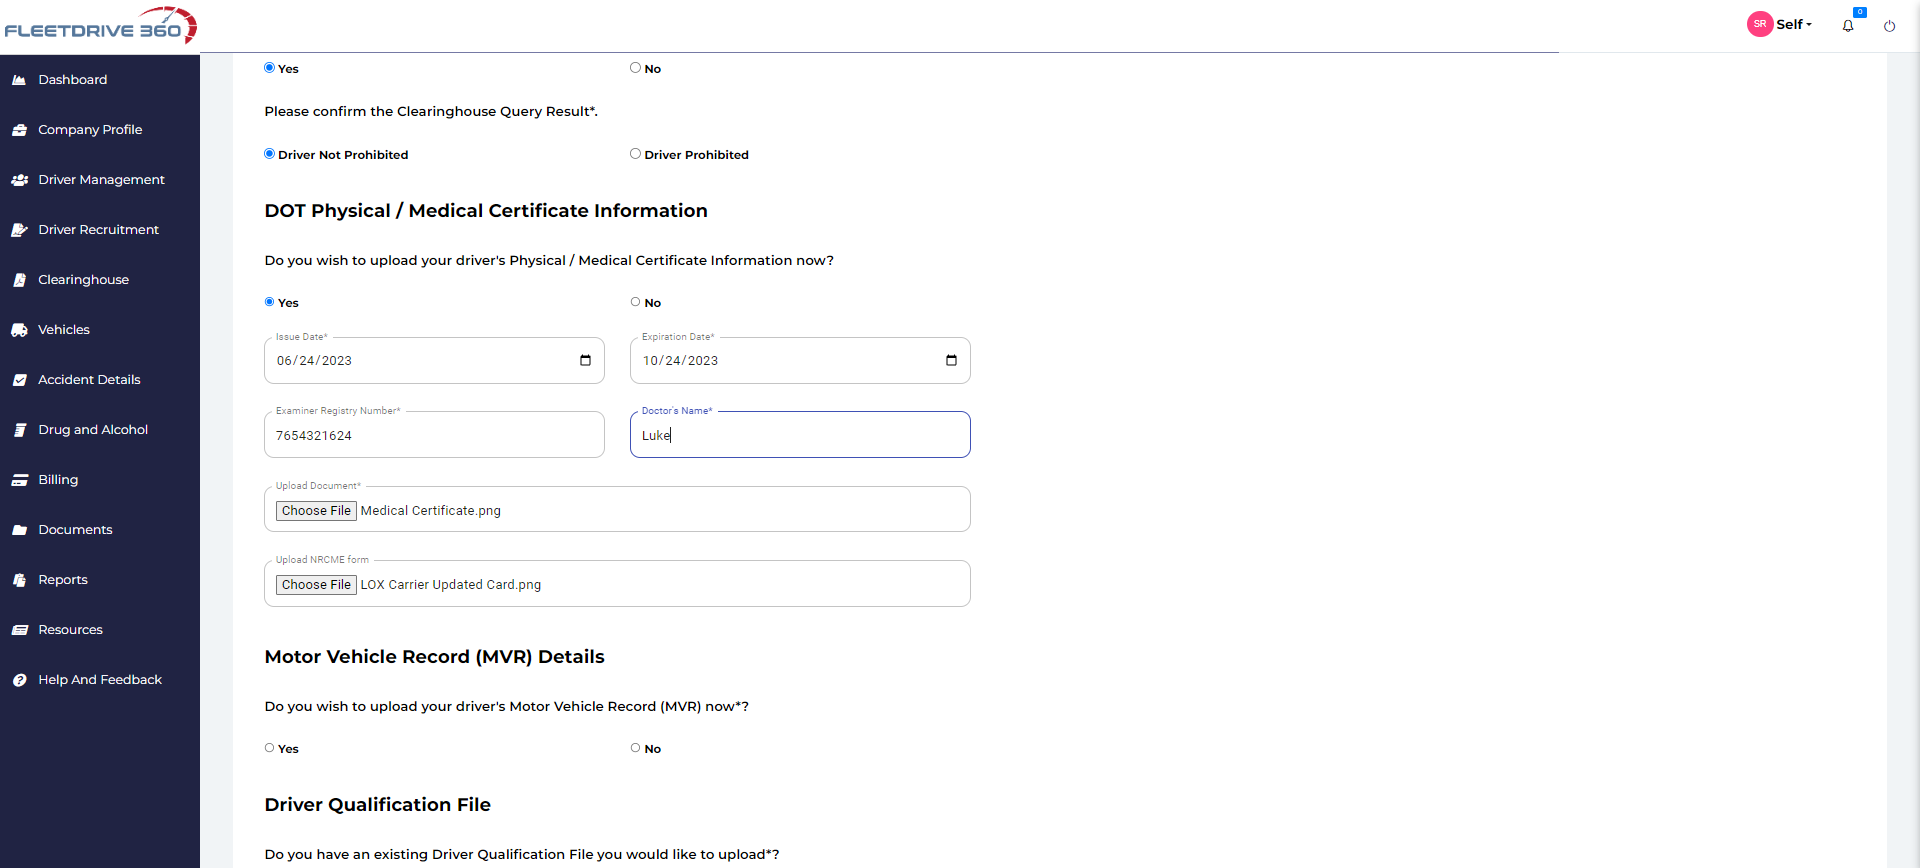 FLEETDRIVE 360
SR Self
0
Dashboard
Company Profile
Driver Management
Driver Recruitment
Clearinghouse
Vehicles
Accident Details
Drug and Alcohol
Billing
Documents
Reports
Resources
Help And Feedback
Yes No
Please confirm the Clearinghouse Query Result*.
Driver Not Prohibited Driver Prohibited
DOT Physical / Medical Certificate Information
Do you wish to upload your driver's Physical / Medical Certificate Information now?
Yes No
Issue Date* Expiration Date*
06/24/2023 10/24/2023
Examiner Registry Number* Doctor's Name*
7654321624 Luke
Upload Document*
Choose File Medical Certificate.png
Upload NRCME form
Choose File LOX Carrier Updated Card.png
Motor Vehicle Record (MVR) Details
Do you wish to upload your driver's Motor Vehicle Record (MVR) now*?
Yes No
Driver Qualification File
Do you have an existing Driver Qualification File you would like to upload*?